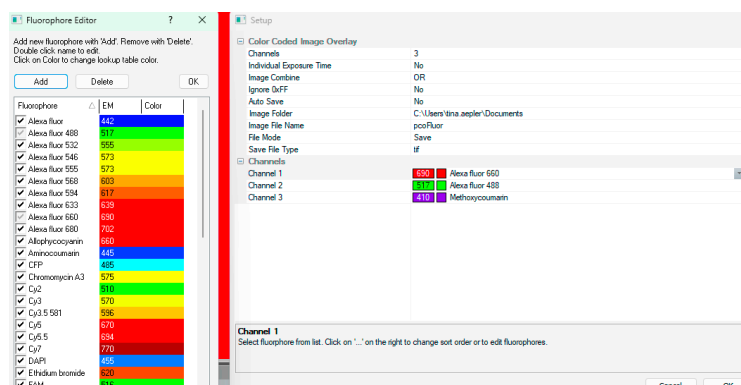 Fluorophore Editor ? ✕
Add new fluorophore with 'Add'. Remove with 'Delete'.
Double click name to edit.
Click on Color to change lookup table color.
Add Delete OK
Fluorophore EM Color
Alexa fluor 442
Alexa fluor 488 517
Alexa fluor 532 555
Alexa fluor 546 573
Alexa fluor 555 573
Alexa fluor 568 603
Alexa fluor 594 617
Alexa fluor 633 639
Alexa fluor 660 690
Alexa fluor 680 702
Allophycocyanin 660
Aminocoumarin 445
CFP 485
Chromomycin A3 575
Cy2 510
Cy3 570
Cy3.5 581 596
Cy5 670
Cy5.5 694
Cy7 770
DAPI 455
Ethidium bromide 620
FAM 516
Setup
Color Coded Image Overlay
Channels 3
Individual Exposure Time No
Image Combine OR
Ignore 0xFF No
Auto Save No
Image Folder C:\Users\tina.aepler\Documents
Image File Name pcoFluor
File Mode Save
Save File Type tif
Channels
Channel 1 690 Alexa fluor 660
Channel 2 517 Alexa fluor 488
Channel 3 410 Methoxycoumarin
Channel 1
Select fluorphore from list. Click on '...' on the right to change sort order or to edit fluorophores.
Cancel OK